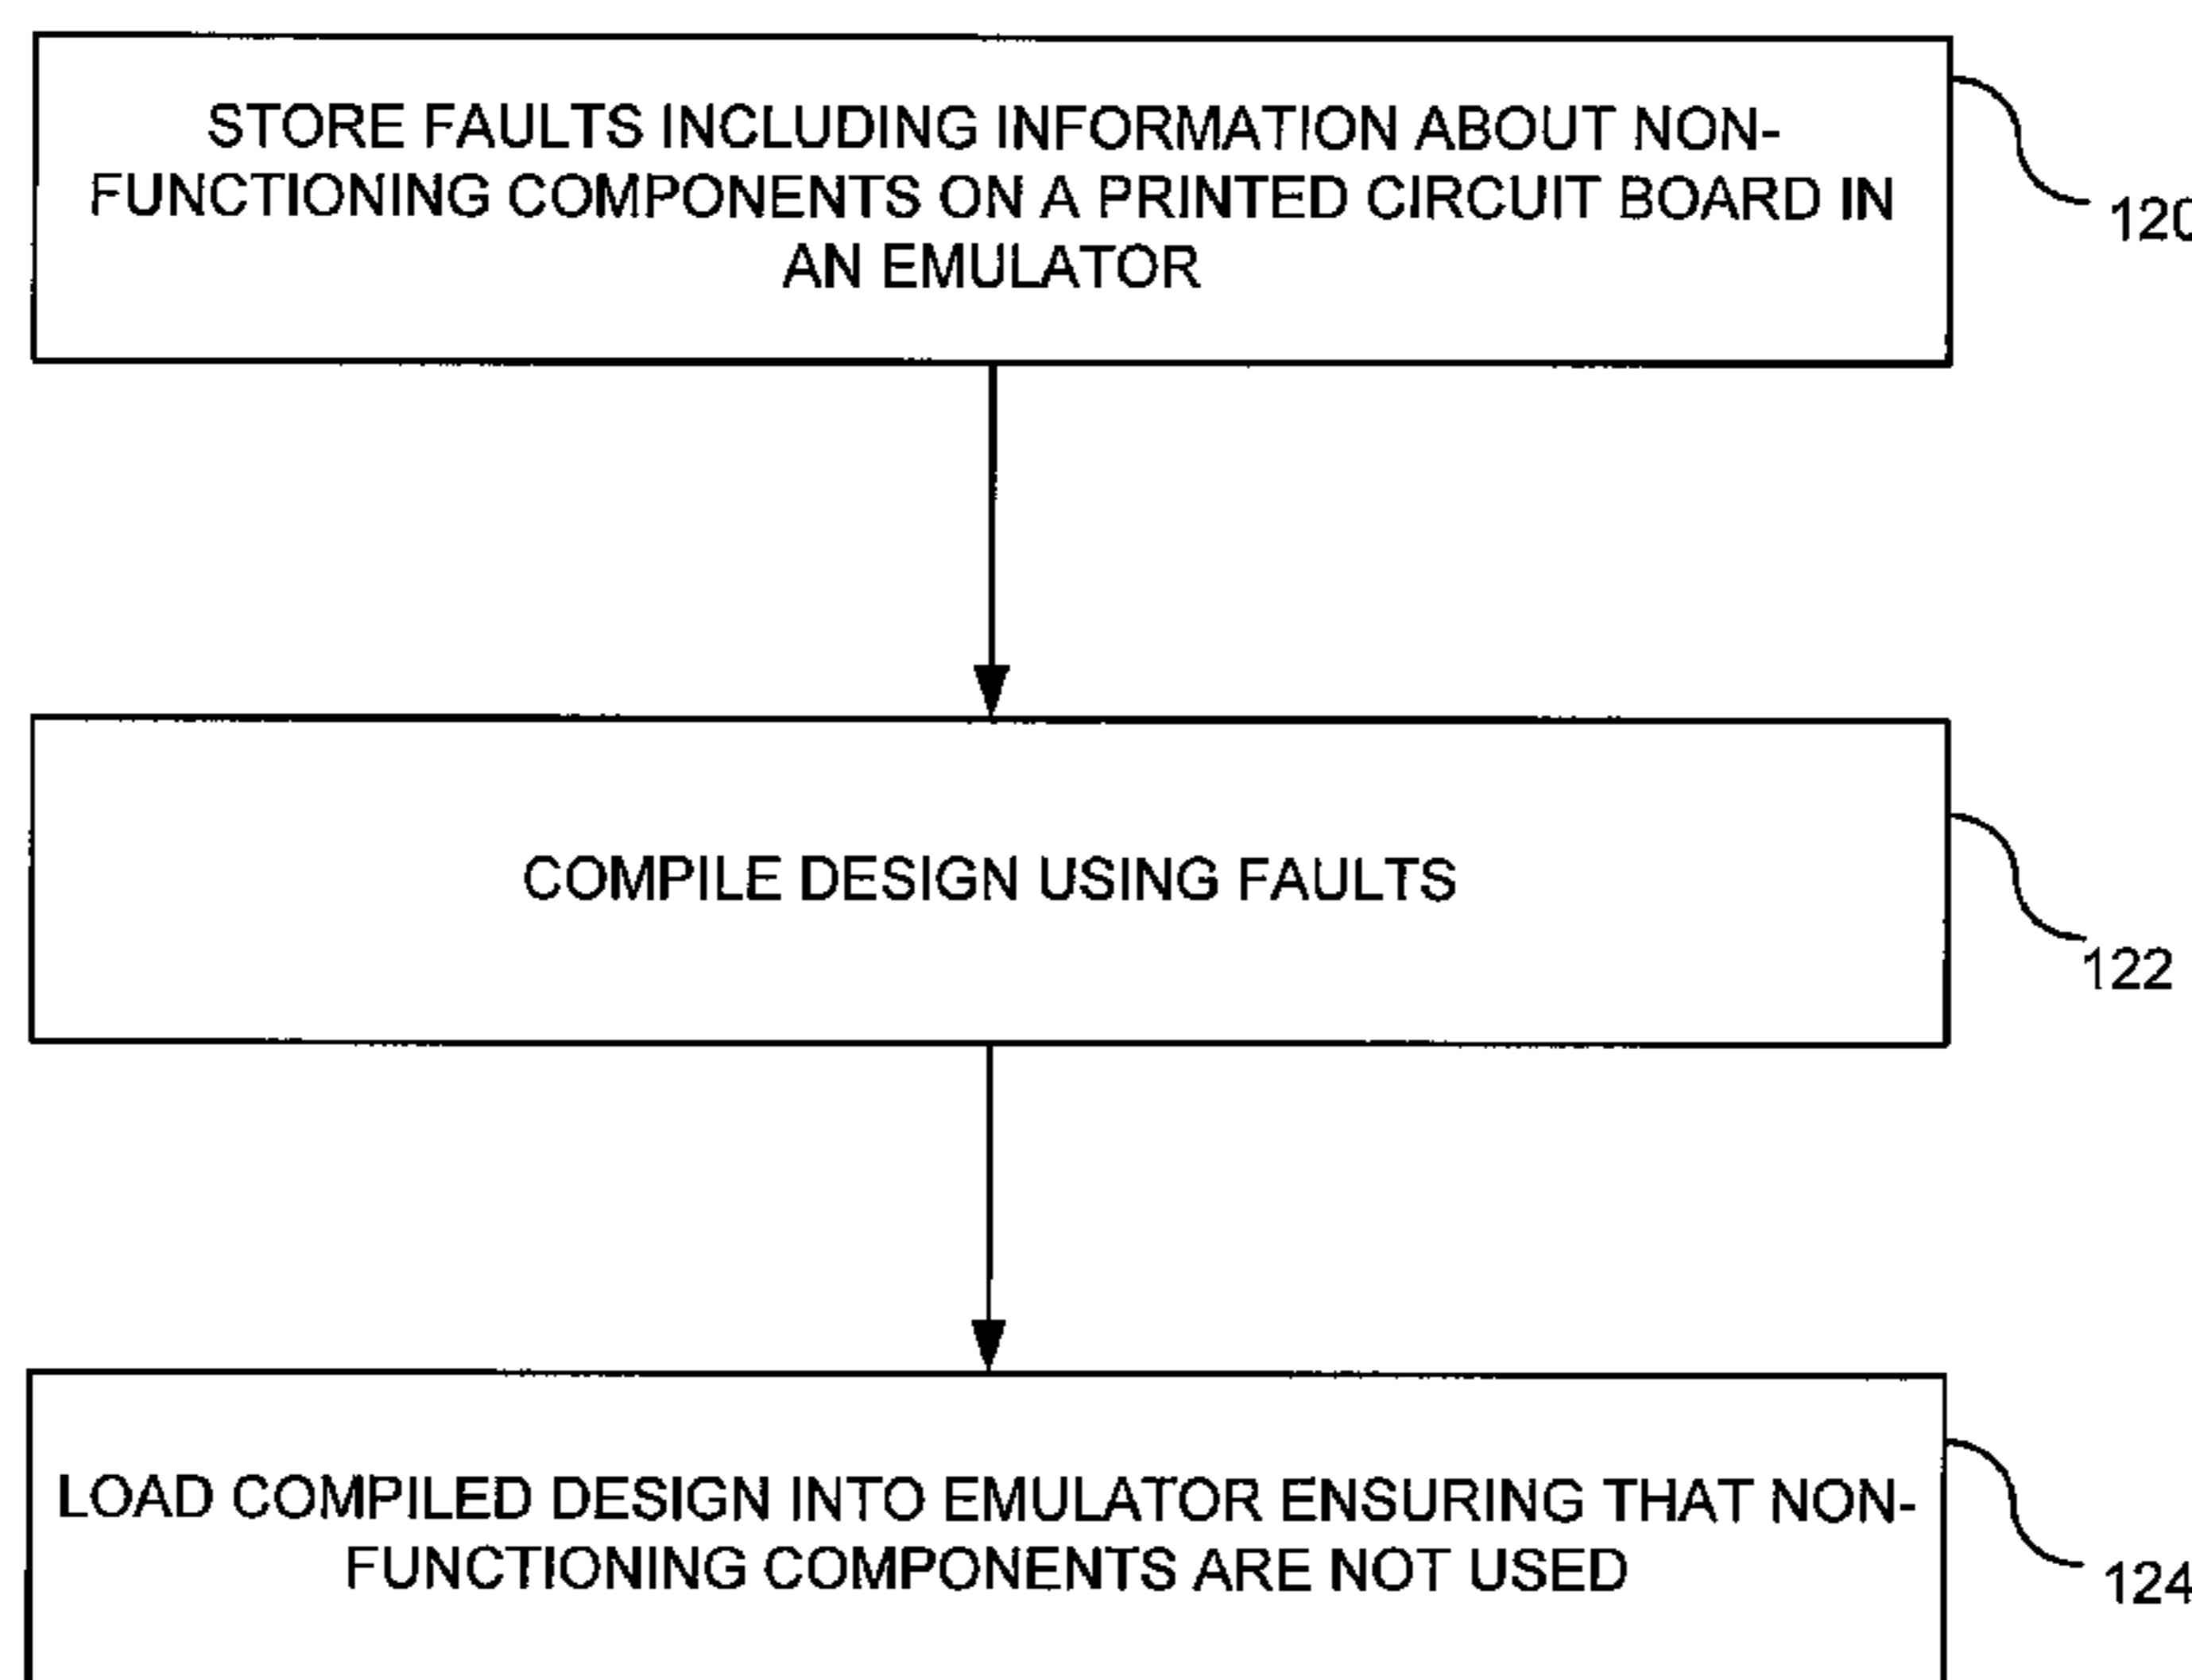 STORE FAULTS INCLUDING INFORMATION ABOUT NON-
FUNCTIONING COMPONENTS ON A PRINTED CIRCUIT BOARD IN
AN EMULATOR
120
COMPILE DESIGN USING FAULTS
122
LOAD COMPILED DESIGN INTO EMULATOR ENSURING THAT NON-
FUNCTIONING COMPONENTS ARE NOT USED
124